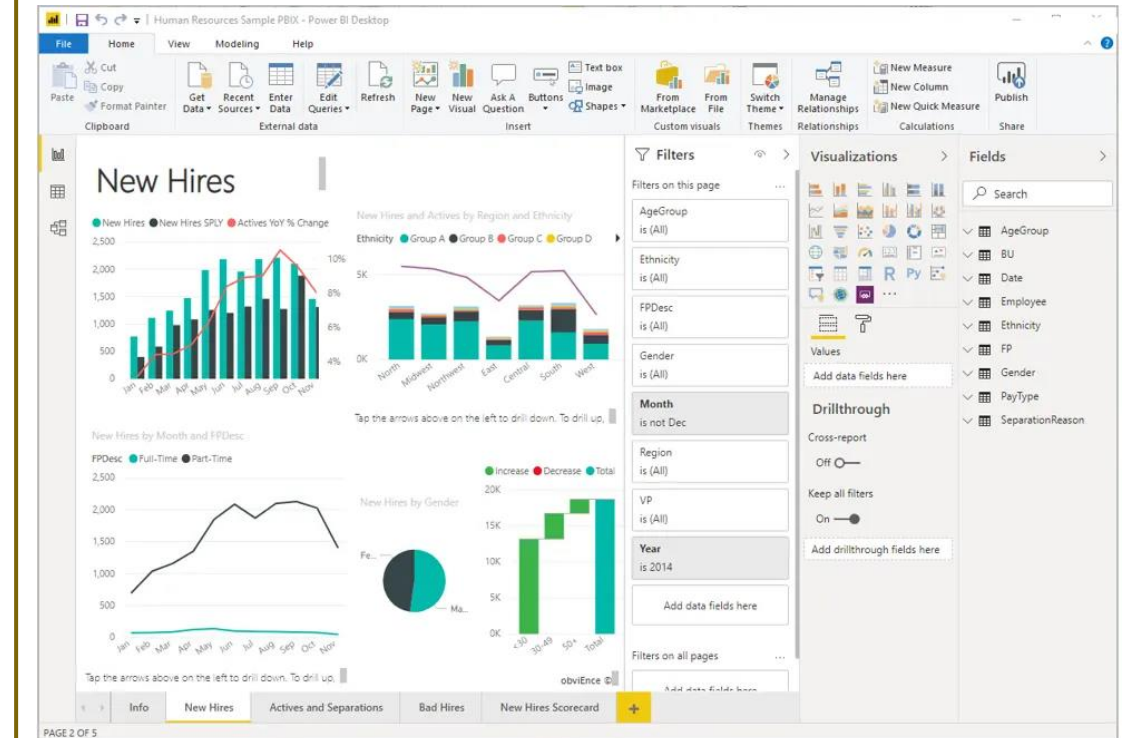 Human Resources Sample PBIX - Power BI Desktop
File Home View Modeling Help
Paste
Cut
Copy
Format Painter
Clipboard
Get Data
Recent Sources
Enter Data
Edit Queries
Refresh
External data
New Page
New Visual
Ask A Question
Buttons
Text box
Image
Shapes
Insert
From Marketplace
From File
Custom visuals
Switch Theme
Themes
Manage Relationships
Relationships
New Measure
New Column
New Quick Measure
Calculations
Publish
Share
New Hires
New Hires New Hires SPLY Actives YoY % Change
2,500
2,000
1,500
1,000
500
0
10%
8%
6%
4%
Jan Feb Mar Apr May Jun Jul Aug Sep Oct Nov
New Hires and Actives by Region and Ethnicity
Ethnicity Group A Group B Group C Group D
5K
0K
North Midwest Northwest East Central South West
Tap the arrows above on the left to drill down. To drill up,
New Hires by Month and FPDesc
FPDesc Full-Time Part-Time
2,500
2,000
1,500
1,000
500
0
Jan Feb Mar Apr May Jun Jul Aug Sep Oct Nov
Tap the arrows above on the left to drill down. To drill up,
New Hires by Gender
Fe...
Ma...
Increase Decrease Total
20K
15K
10K
5K
0K
<30 30-49 50+ Total
obviEnce ©
Filters
Filters on this page ...
AgeGroup
is (All)
Ethnicity
is (All)
FPDesc
is (All)
Gender
is (All)
Month
is not Dec
Region
is (All)
VP
is (All)
Year
is 2014
Add data fields here
Filters on all pages ...
Add data fields here
Visualizations
R Py
...
Values
Add data fields here
Drillthrough
Cross-report
Off
Keep all filters
On
Add drillthrough fields here
Fields
Search
AgeGroup
BU
Date
Employee
Ethnicity
FP
Gender
PayType
SeparationReason
Info New Hires Actives and Separations Bad Hires New Hires Scorecard +
PAGE 2 OF 5